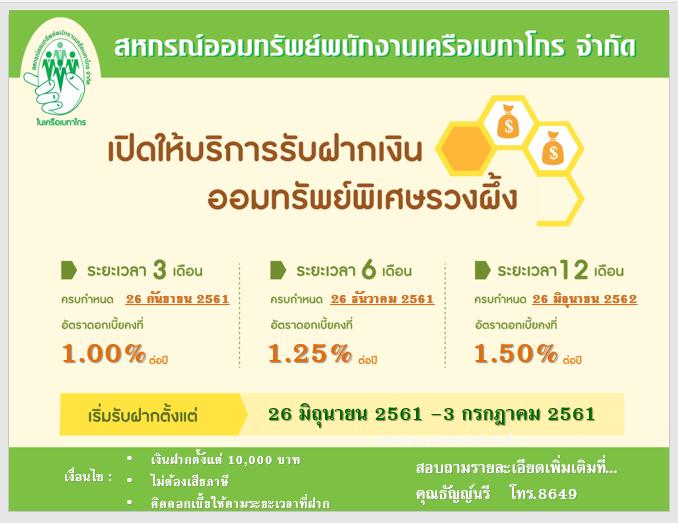 สหกรณ์ออมทรัพย์พนักงานเครือเบทาโกร จำกัด
ในเครือเบทาโกร
เปิดให้บริการรับฝากเงิน
ออมทรัพย์พิเศษรวงผึ้ง
ระยะเวลา 3 เดือน
ครบกำหนด 26 กันยายน 2561
อัตราดอกเบี้ยคงที่
1.00% ต่อปี
ระยะเวลา 6 เดือน
ครบกำหนด 26 ธันวาคม 2561
อัตราดอกเบี้ยคงที่
1.25% ต่อปี
ระยะเวลา 12 เดือน
ครบกำหนด 26 มิถุนายน 2562
อัตราดอกเบี้ยคงที่
1.50% ต่อปี
เริ่มรับฝากตั้งแต่ 26 มิถุนายน 2561 –3 กรกฎาคม 2561
เงื่อนไข :
• เงินฝากตั้งแต่ 10,000 บาท
• ไม่ต้องเสียภาษี
• คิดดอกเบี้ยให้ตามระยะเวลาที่ฝาก
สอบถามรายละเอียดเพิ่มเติมที่...
คุณธัญญ์นรี โทร.8649